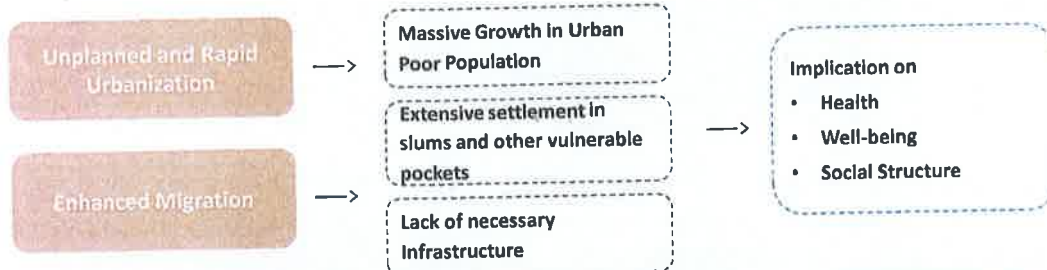 Unplanned and Rapid
Urbanization
Enhanced Migration
Massive Growth in Urban
Poor Population
Extensive settlement in
slums and other vulnerable
pockets
Lack of necessary
Infrastructure
Implication on
• Health
• Well-being
• Social Structure